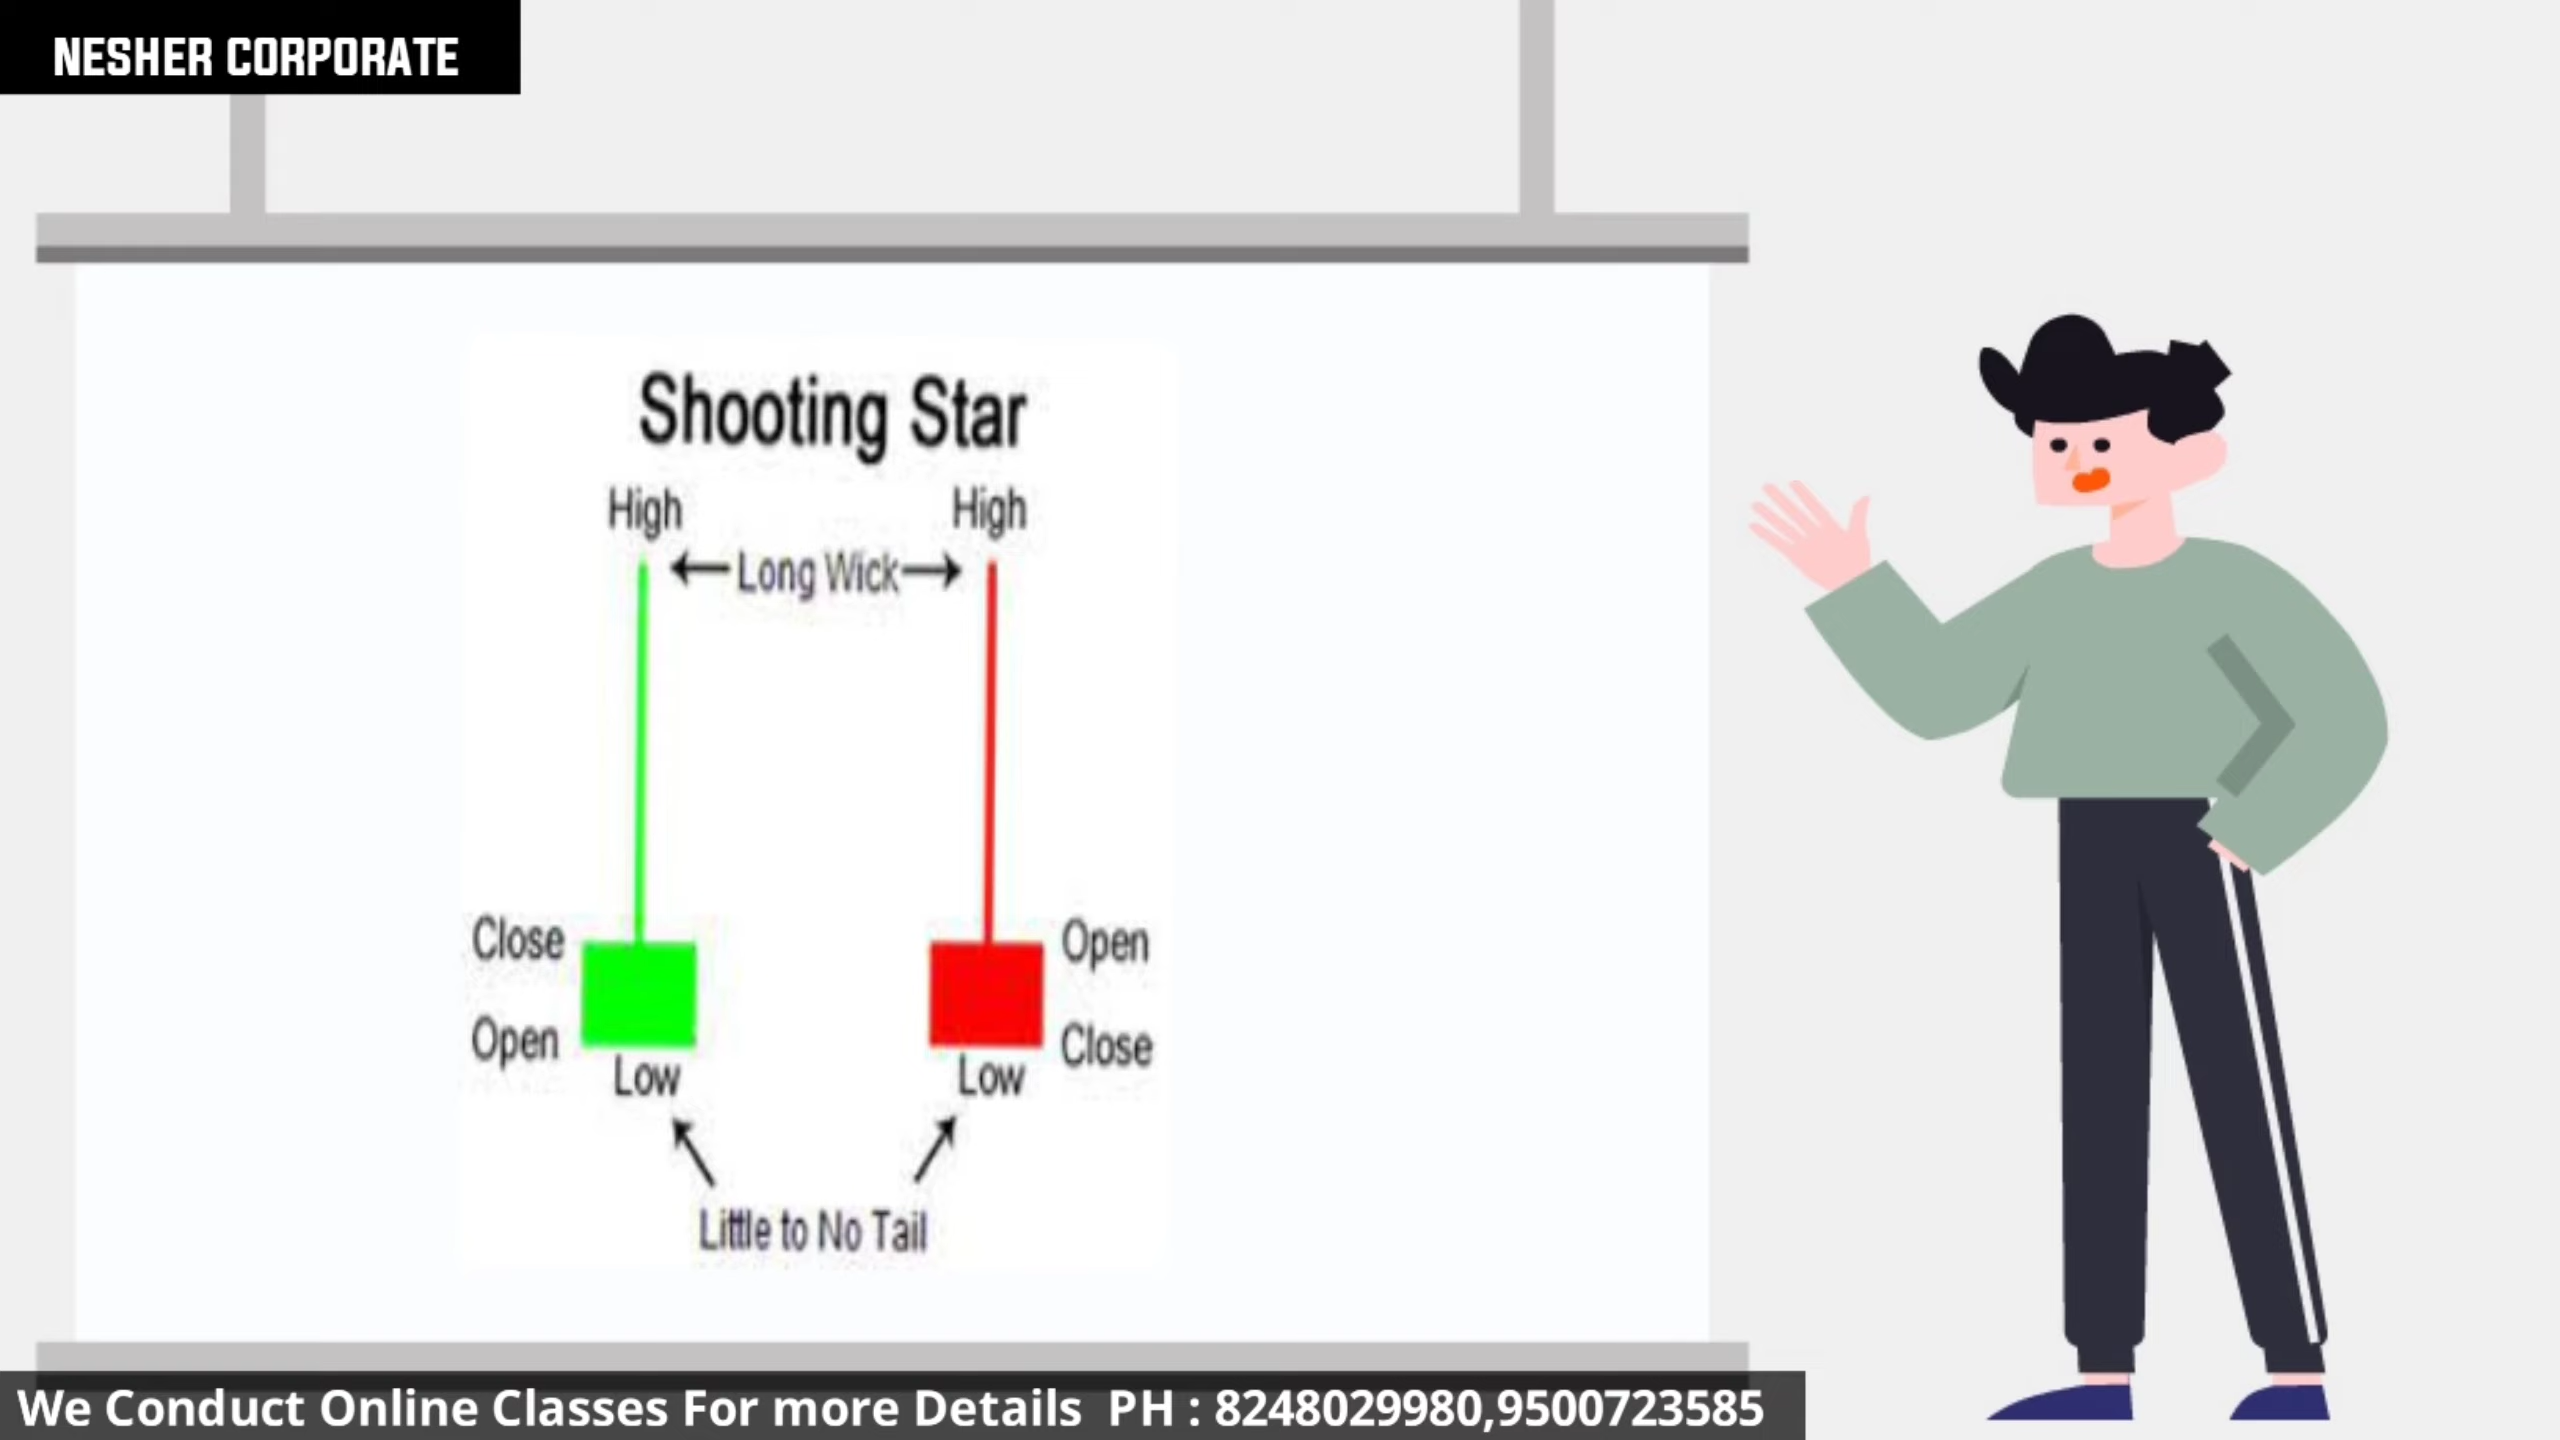 NESHER CORPORATE
Shooting Star
High High
Long Wick
Close Open
Open Close
Low Low
Little to No Tail
We Conduct Online Classes For more Details PH : 8248029980,9500723585